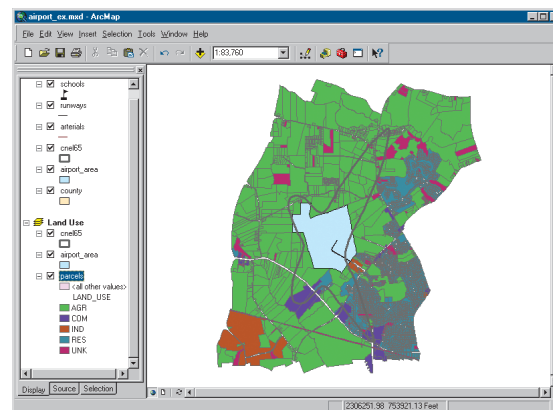 airport_ex.mxd - ArcMap
File Edit View Insert Selection Tools Window Help
1:83,760
schools
runways
arterials
cnel65
airport_area
county
Land Use
cnel65
airport_area
parcels
<all other values>
LAND_USE
AGR
COM
IND
RES
UNK
Display Source Selection
2306251.98 753921.13 Feet